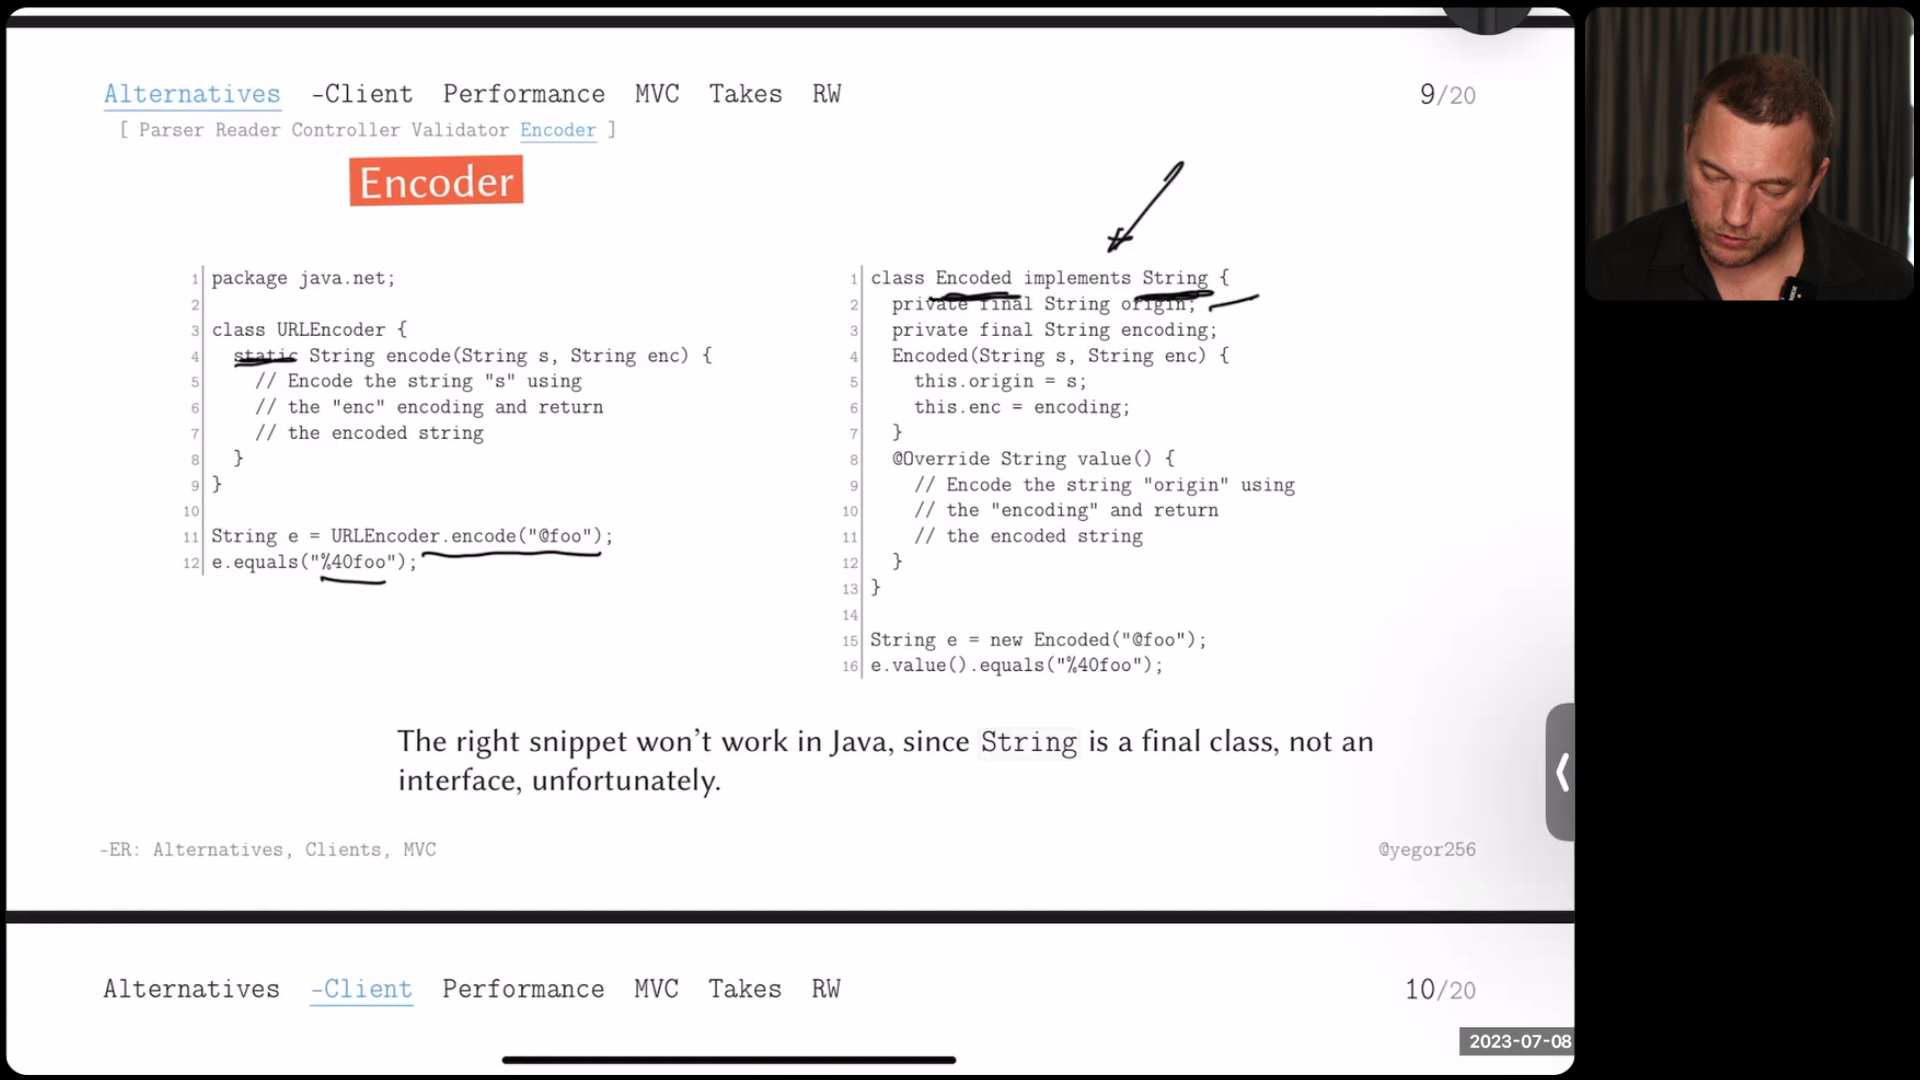 Alternatives -Client Performance MVC Takes RW 9/20
[ Parser Reader Controller Validator Encoder ]
Encoder
1 package java.net;
2
3 class URLEncoder {
4 static String encode(String s, String enc) {
5 // Encode the string "s" using
6 // the "enc" encoding and return
7 // the encoded string
8 }
9 }
10
11 String e = URLEncoder.encode("@foo");
12 e.equals("%40foo");
1 class Encoded implements String {
2 private final String origin;
3 private final String encoding;
4 Encoded(String s, String enc) {
5 this.origin = s;
6 this.enc = encoding;
7 }
8 @Override String value() {
9 // Encode the string "origin" using
10 // the "encoding" and return
11 // the encoded string
12 }
13 }
14
15 String e = new Encoded("@foo");
16 e.value().equals("%40foo");
The right snippet won’t work in Java, since String is a final class, not an
interface, unfortunately.
-ER: Alternatives, Clients, MVC @yegor256
Alternatives -Client Performance MVC Takes RW 10/20
2023-07-08